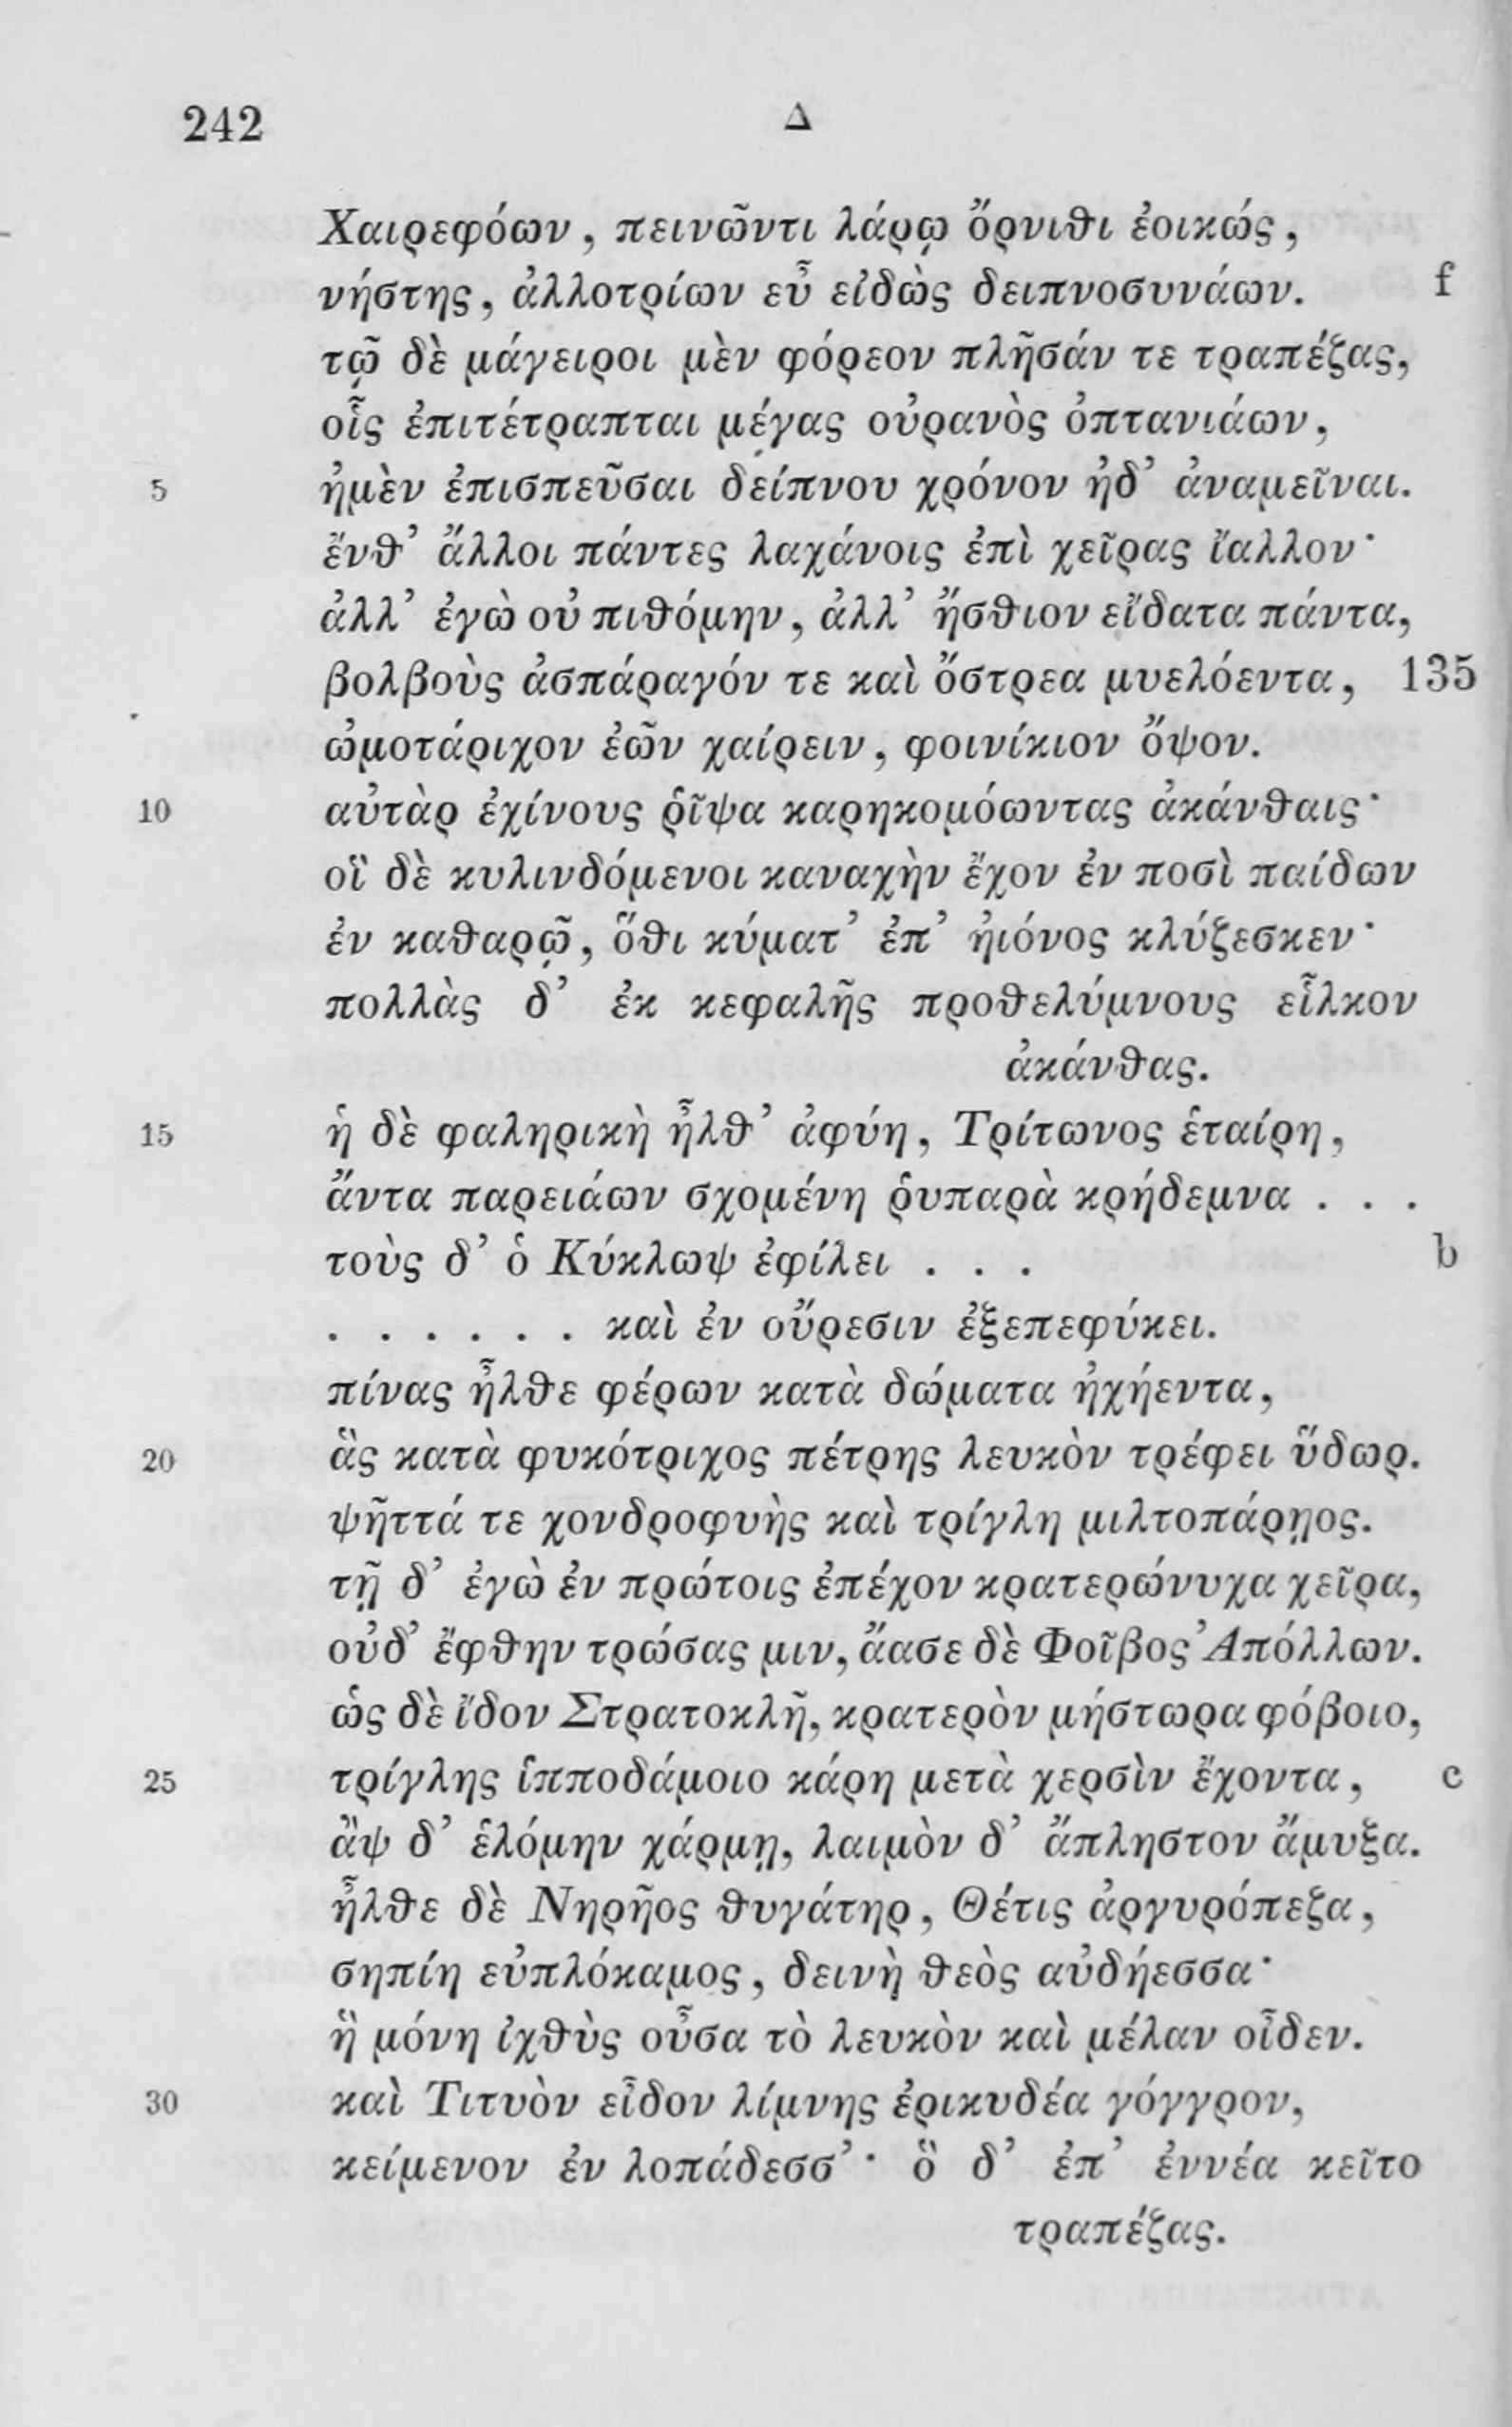 242 Δ
Χαιρεφόων, πεινῶντι λάρῳ ὄρνιθι ἐοικώς,
νήστης, ἀλλοτρίων εὖ εἰδὼς δειπνοσυνάων. f
τῷ δὲ μάγειροι μὲν φόρεον πλῆσάν τε τραπέζας,
οἷς ἐπιτέτραπται μέγας οὐρανὸς ὀπτανιάων,
5 ἠμὲν ἐπισπεῦσαι δείπνου χρόνον ἠδ' ἀναμεῖναι.
ἔνθ' ἄλλοι πάντες λαχάνοις ἐπὶ χεῖρας ἴαλλον·
ἀλλ' ἐγὼ οὐ πιθόμην, ἀλλ' ἤσθιον εἴδατα πάντα,
βολβοὺς ἀσπάραγόν τε καὶ ὄστρεα μυελόεντα, 135
ὠμοτάριχον ἐῶν χαίρειν, φοινίκιον ὄψον.
10 αὐτὰρ ἐχίνους ῥῖψα καρηκομόωντας ἀκάνθαις·
οἳ δὲ κυλινδόμενοι καναχὴν ἔχον ἐν ποσὶ παίδων
ἐν καθαρῷ, ὅθι κύματ' ἐπ' ἠιόνος κλύζεσκεν·
πολλὰς δ' ἐκ κεφαλῆς προθελύμνους εἷλκον
ἀκάνθας.
15 ἡ δὲ φαληρικὴ ἦλθ' ἀφύη, Τρίτωνος ἑταίρη,
ἄντα παρειάων σχομένη ῥυπαρὰ κρήδεμνα . . .
τοὺς δ' ὁ Κύκλωψ ἐφίλει . . . b
. . . . . . καὶ ἐν οὔρεσιν ἐξεπεφύκει.
πίνας ἦλθε φέρων κατὰ δώματα ἠχήεντα,
20 ἃς κατὰ φυκότριχος πέτρης λευκὸν τρέφει ὕδωρ.
ψῆττά τε χονδροφυὴς καὶ τρίγλη μιλτοπάρῃος.
τῇ δ' ἐγὼ ἐν πρώτοις ἐπέχον κρατερώνυχα χεῖρα,
οὐδ' ἔφθην τρώσας μιν, ἄασε δὲ Φοῖβος Ἀπόλλων.
ὡς δὲ ἴδον Στρατοκλῆ, κρατερὸν μήστωρα φόβοιο,
25 τρίγλης ἱπποδάμοιο κάρη μετὰ χερσὶν ἔχοντα, c
ἂψ δ' ἑλόμην χάρμῃ, λαιμὸν δ' ἄπληστον ἄμυξα.
ἦλθε δὲ Νηρῆος θυγάτηρ, Θέτις ἀργυρόπεζα,
σηπίη εὐπλόκαμος, δεινὴ θεὸς αὐδήεσσα·
ἣ μόνη ἰχθὺς οὖσα τὸ λευκὸν καὶ μέλαν οἶδεν.
30 καὶ Τιτυὸν εἶδον λίμνης ἐρικυδέα γόγγρον,
κείμενον ἐν λοπάδεσσ'· ὃ δ' ἐπ' ἐννέα κεῖτο
τραπέζας.